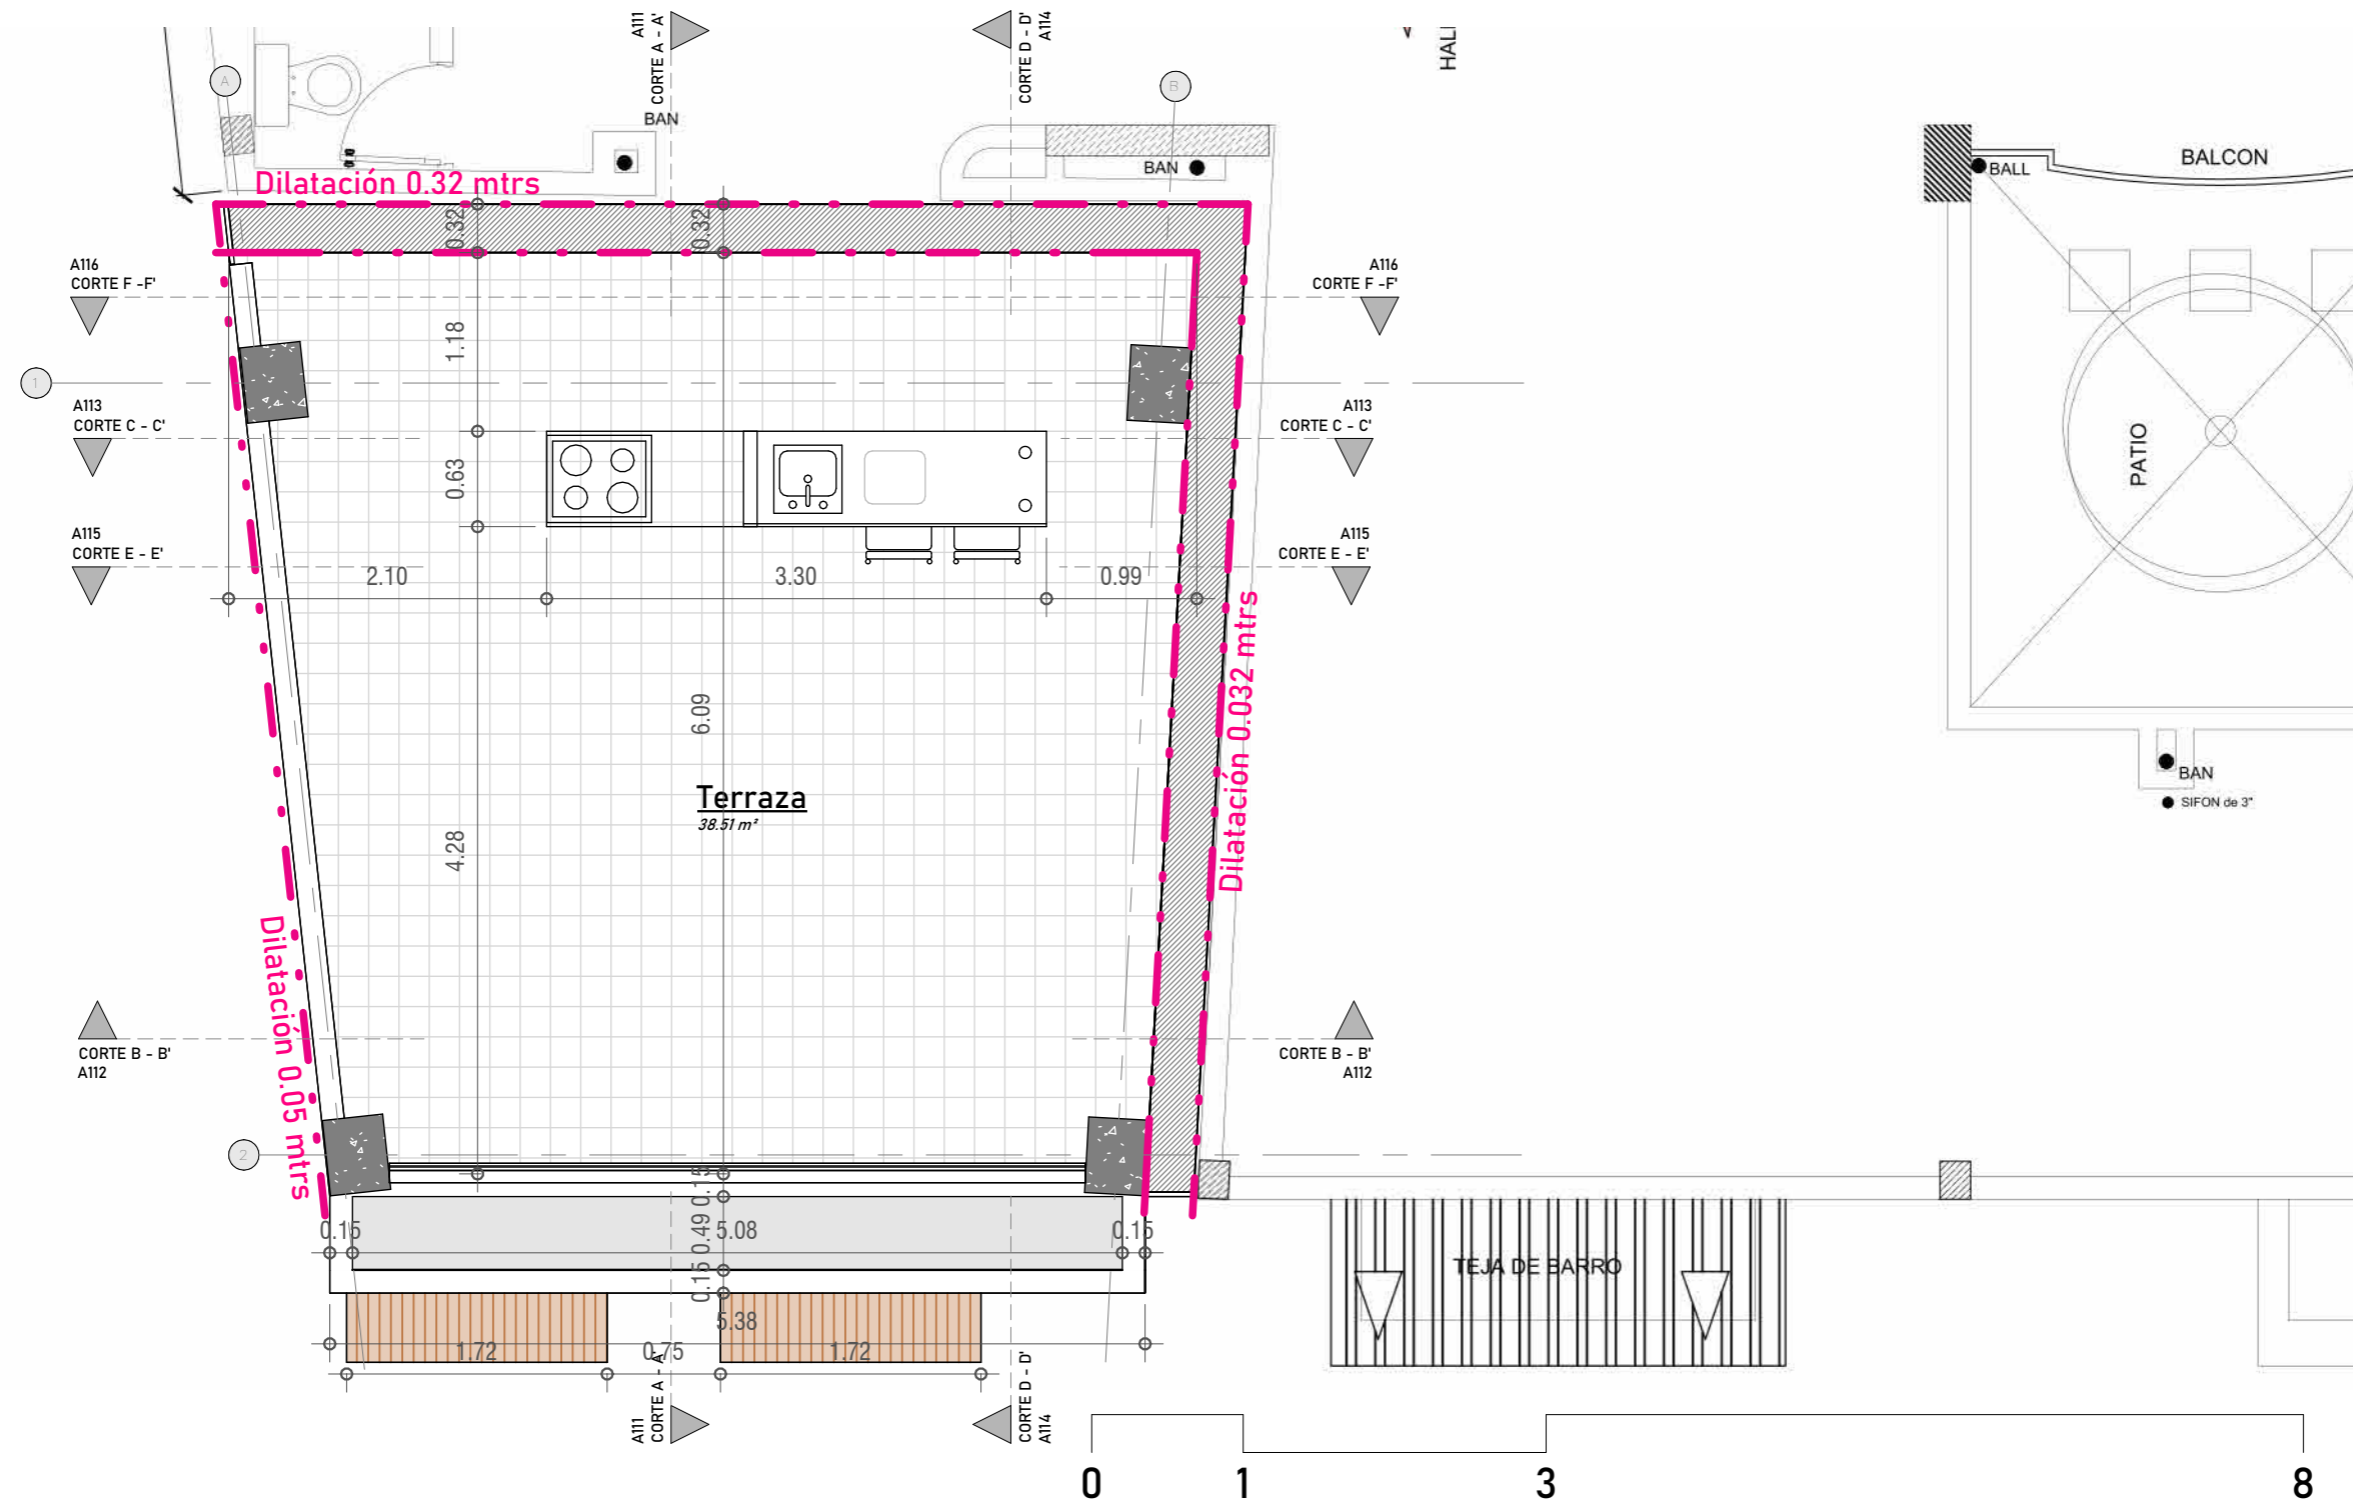 A111
CORTE A - A'
CORTE D - D'
A114
HALL
A
B
BAN
BAN
BALCON
BALL
Dilatación 0.32 mtrs
0.32
0.32
A116
CORTE F -F'
A116
CORTE F -F'
1.18
1
A113
CORTE C - C'
A113
CORTE C - C'
0.63
PATIO
A115
CORTE E - E'
A115
CORTE E - E'
2.10
3.30
0.99
Dilatación 0.032 mtrs
6.09
Terraza
38.51 m²
4.28
BAN
SIFON de 3"
Dilatación 0.05 mtrs
CORTE B - B'
A112
CORTE B - B'
A112
2
0.15
0.15
0.49
5.08
0.15
0.15
TEJA DE BARRO
5.38
1.72
0.75
1.72
A111
CORTE A - A'
CORTE D - D'
A114
0
1
3
8